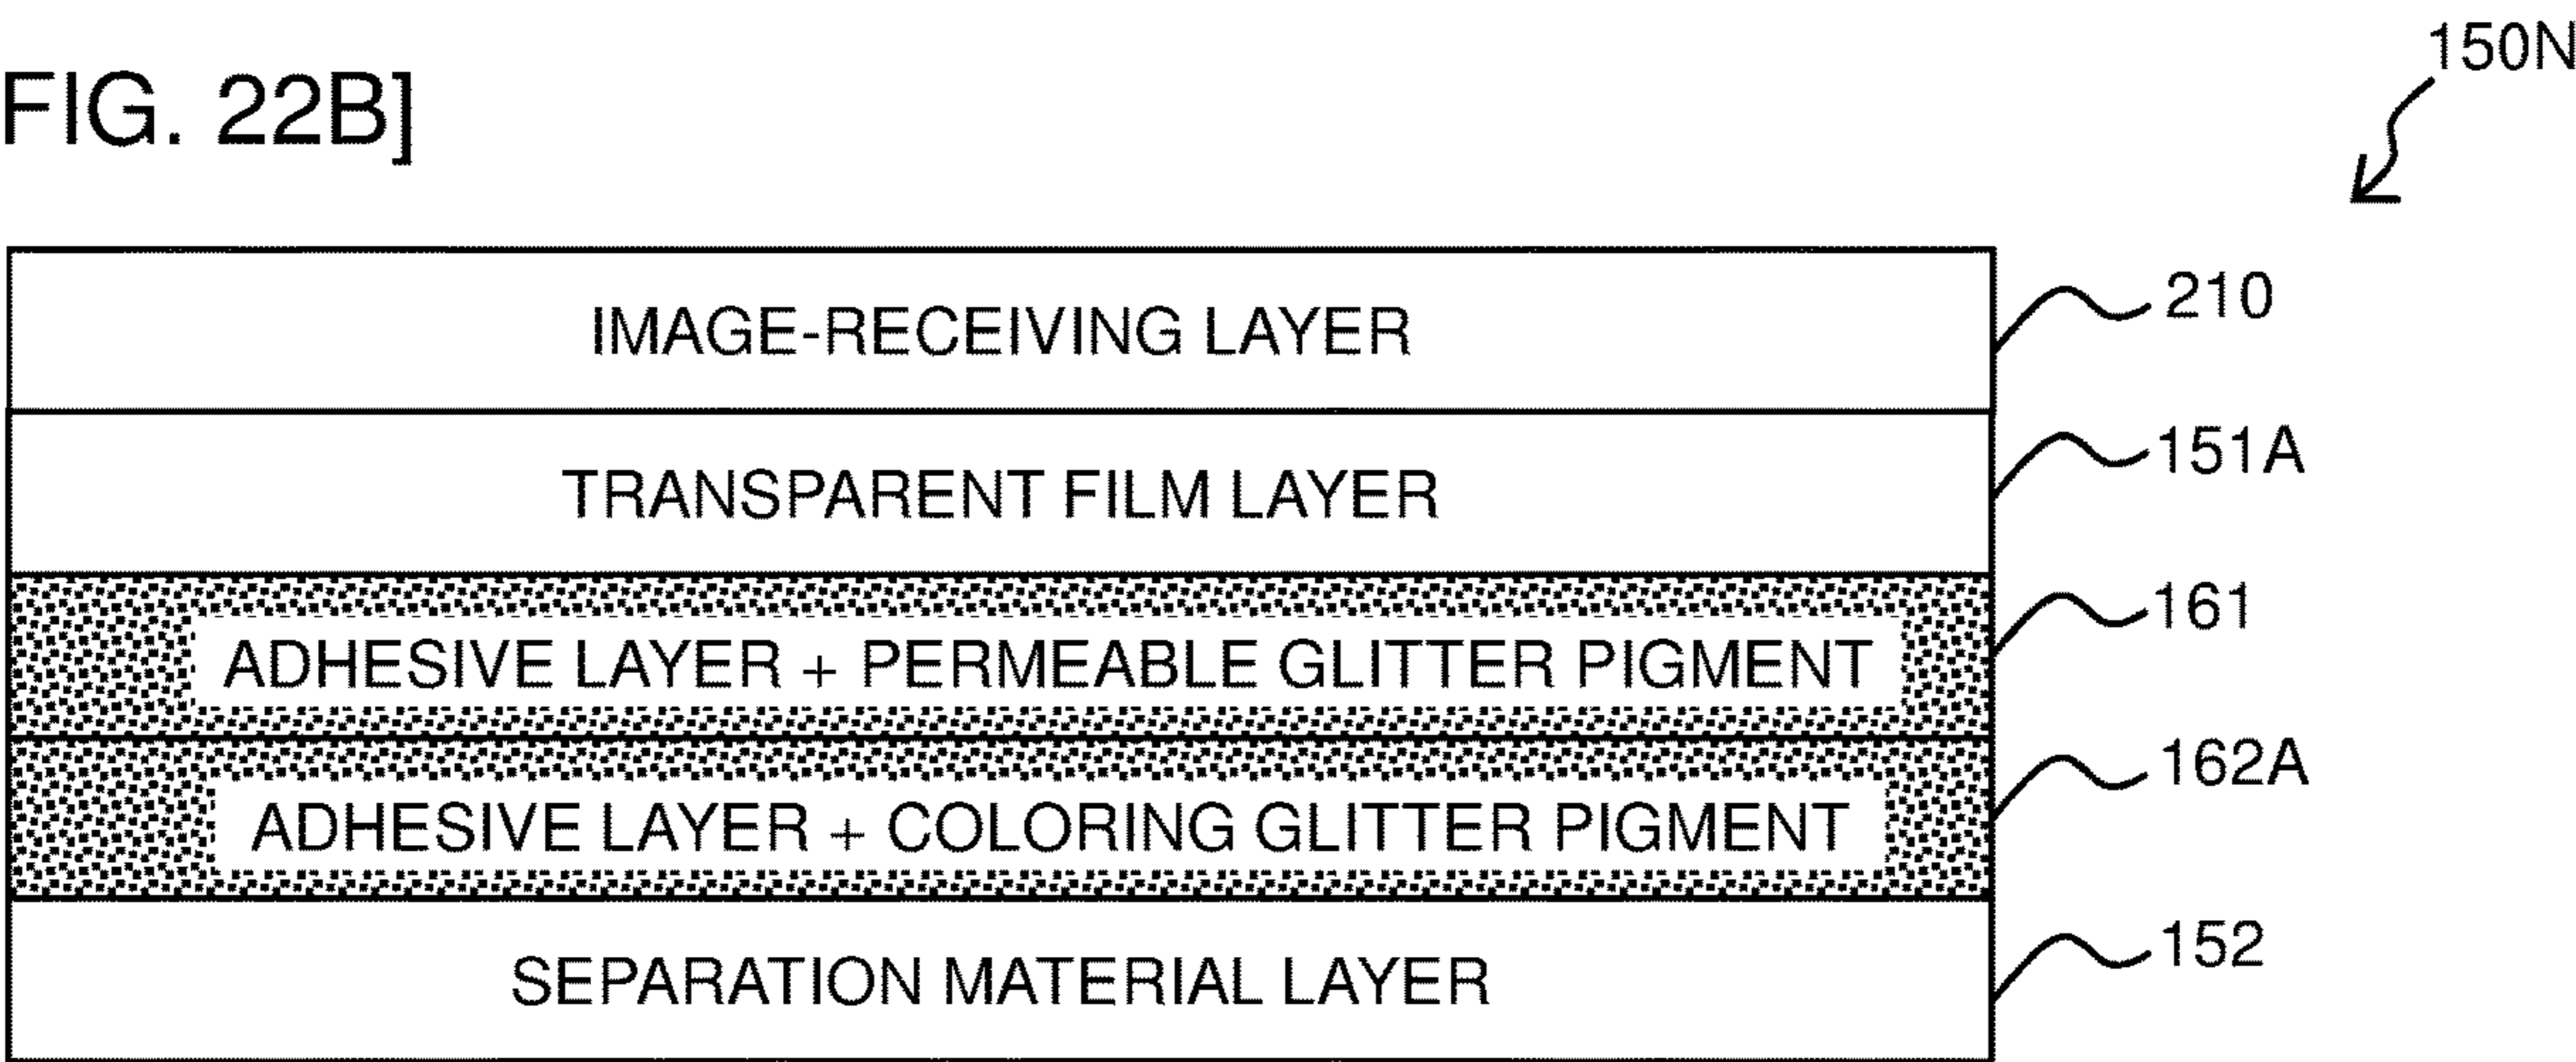 FIG. 22B]
150N
IMAGE-RECEIVING LAYER
210
TRANSPARENT FILM LAYER
151A
ADHESIVE LAYER + PERMEABLE GLITTER PIGMENT
161
ADHESIVE LAYER + COLORING GLITTER PIGMENT
162A
SEPARATION MATERIAL LAYER
152